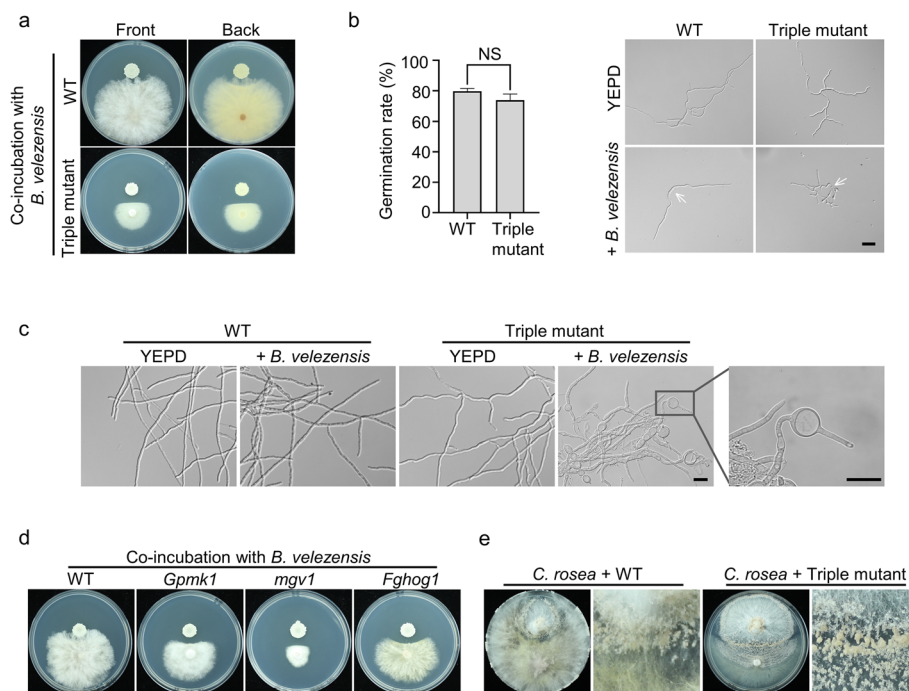 a
Front Back
Co-incubation with
B. velezensis
WT
Triple mutant
b
Germination rate (%)
100
80
60
40
20
0
NS
WT Triple
mutant
WT Triple mutant
YEPD
+ B. velezensis
c
WT Triple mutant
YEPD + B. velezensis YEPD + B. velezensis
d
Co-incubation with B. velezensis
WT Gpmk1 mgv1 Fghog1
e
C. rosea + WT C. rosea + Triple mutant